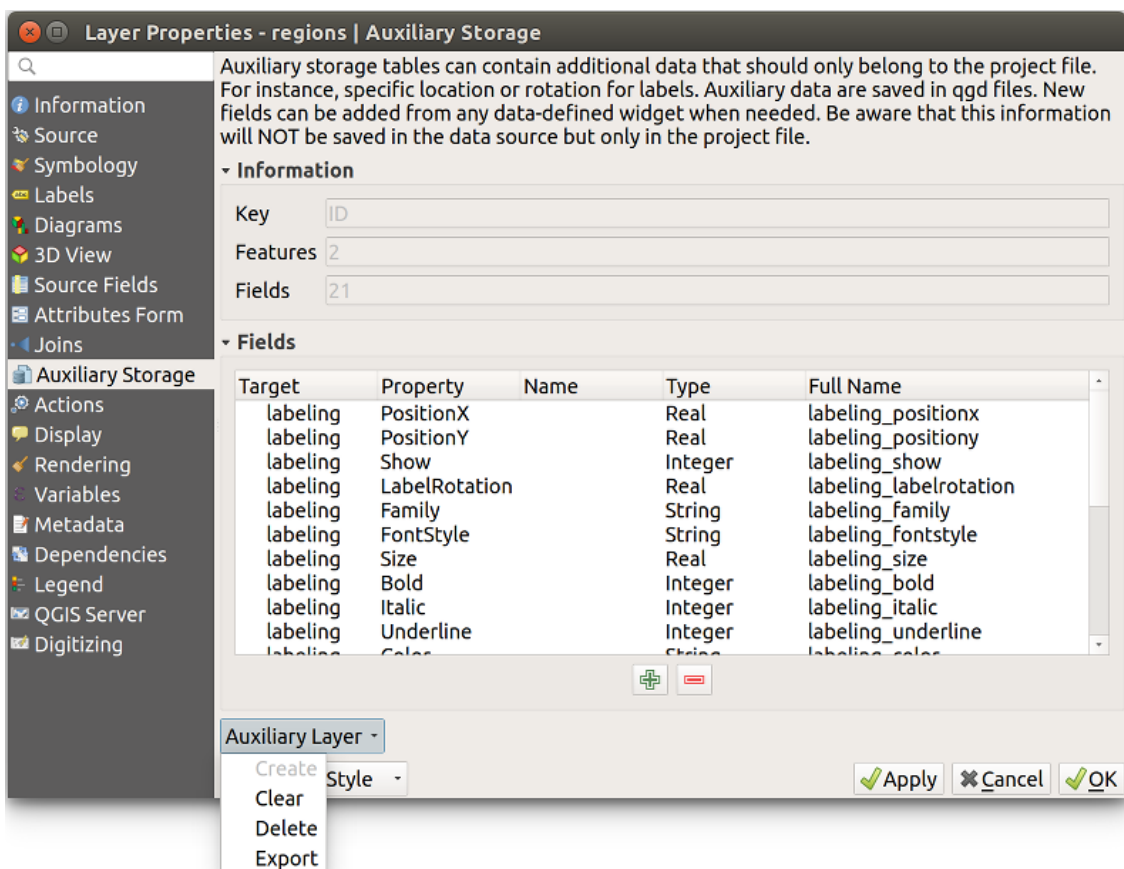 Layer Properties - regions | Auxiliary Storage
Information
Source
Symbology
Labels
Diagrams
3D View
Source Fields
Attributes Form
Joins
Auxiliary Storage
Actions
Display
Rendering
Variables
Metadata
Dependencies
Legend
QGIS Server
Digitizing
Auxiliary storage tables can contain additional data that should only belong to the project file.
For instance, specific location or rotation for labels. Auxiliary data are saved in qgd files. New
fields can be added from any data-defined widget when needed. Be aware that this information
will NOT be saved in the data source but only in the project file.
Information
Key ID
Features 2
Fields 21
Fields
Target Property Name Type Full Name
labeling PositionX Real labeling_positionx
labeling PositionY Real labeling_positiony
labeling Show Integer labeling_show
labeling LabelRotation Real labeling_labelrotation
labeling Family String labeling_family
labeling FontStyle String labeling_fontstyle
labeling Size Real labeling_size
labeling Bold Integer labeling_bold
labeling Italic Integer labeling_italic
labeling Underline Integer labeling_underline
labeling Color String labeling_color
Auxiliary Layer
Create
Clear
Delete
Export
Style
Apply Cancel OK